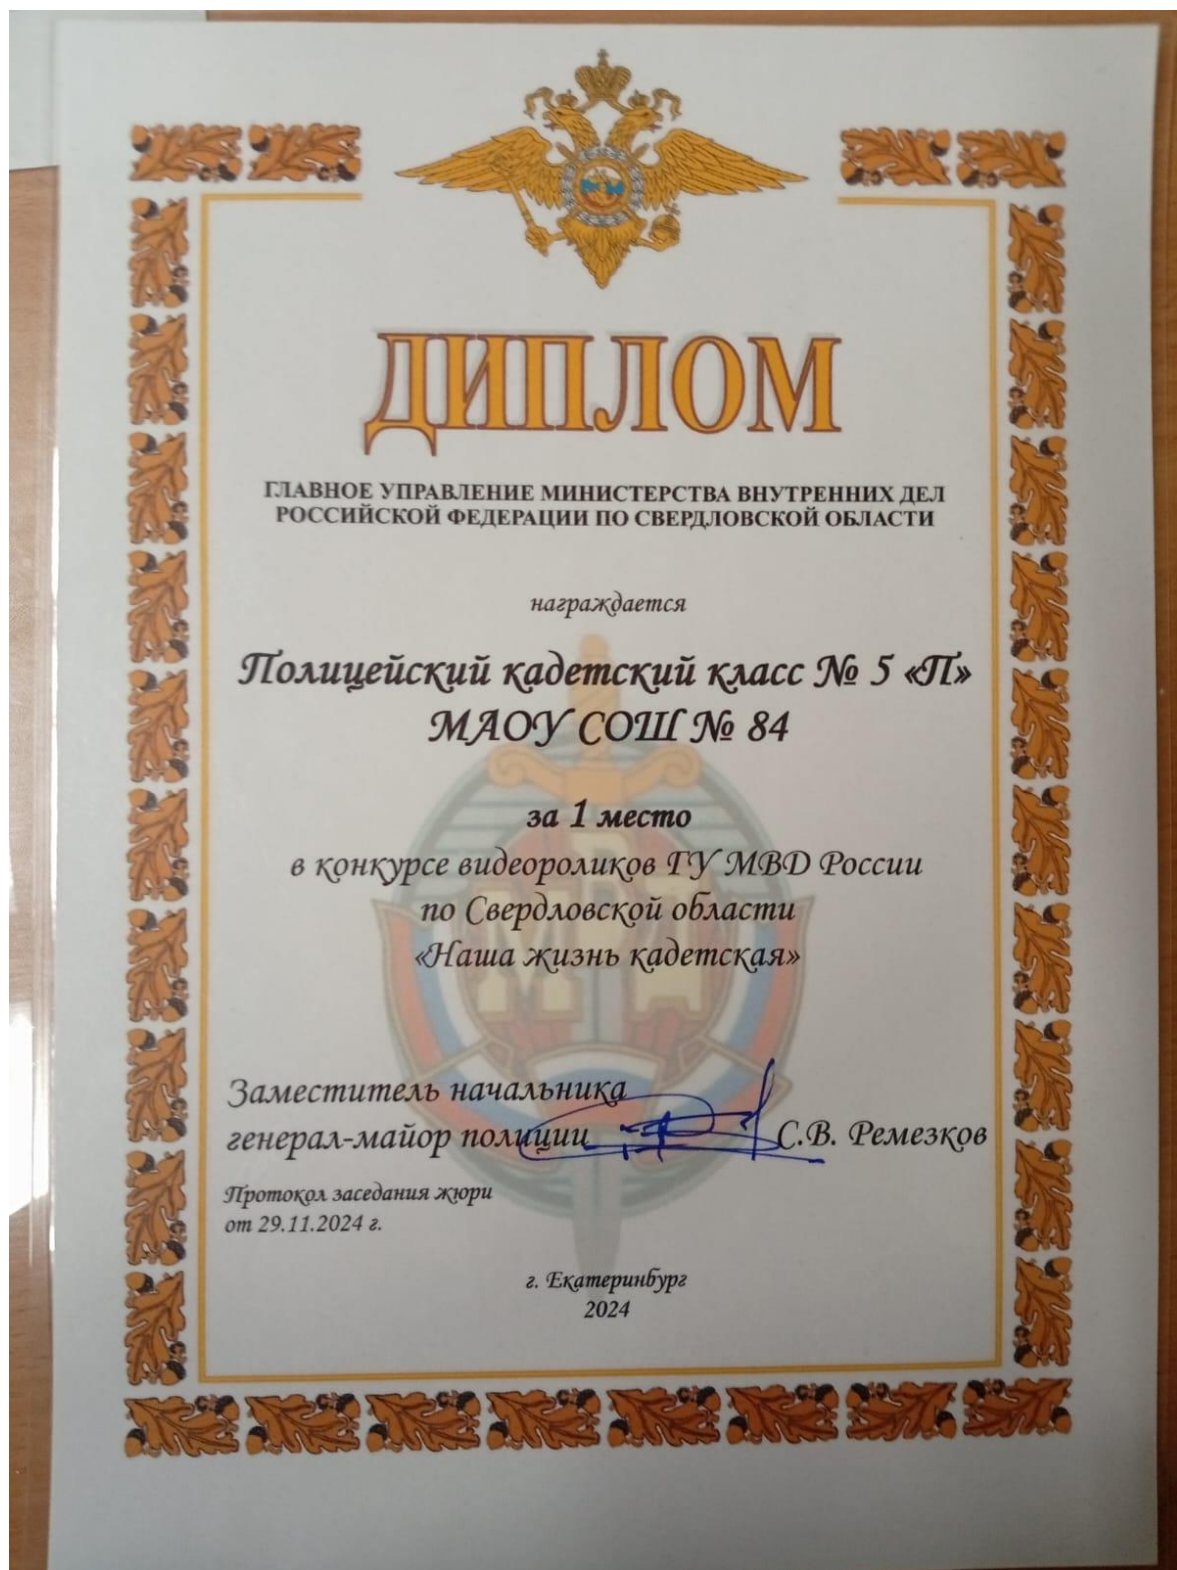 ДИПЛОМ
ГЛАВНОЕ УПРАВЛЕНИЕ МИНИСТЕРСТВА ВНУТРЕННИХ ДЕЛ
РОССИЙСКОЙ ФЕДЕРАЦИИ ПО СВЕРДЛОВСКОЙ ОБЛАСТИ
награждается
Полицейский кадетский класс № 5 «П»
МАОУ СОШ № 84
за 1 место
в конкурсе видеороликов ГУ МВД России
по Свердловской области
«Наша жизнь кадетская»
Заместитель начальника
генерал-майор полиции С.В. Ремезков
Протокол заседания жюри
от 29.11.2024 г.
г. Екатеринбург
2024